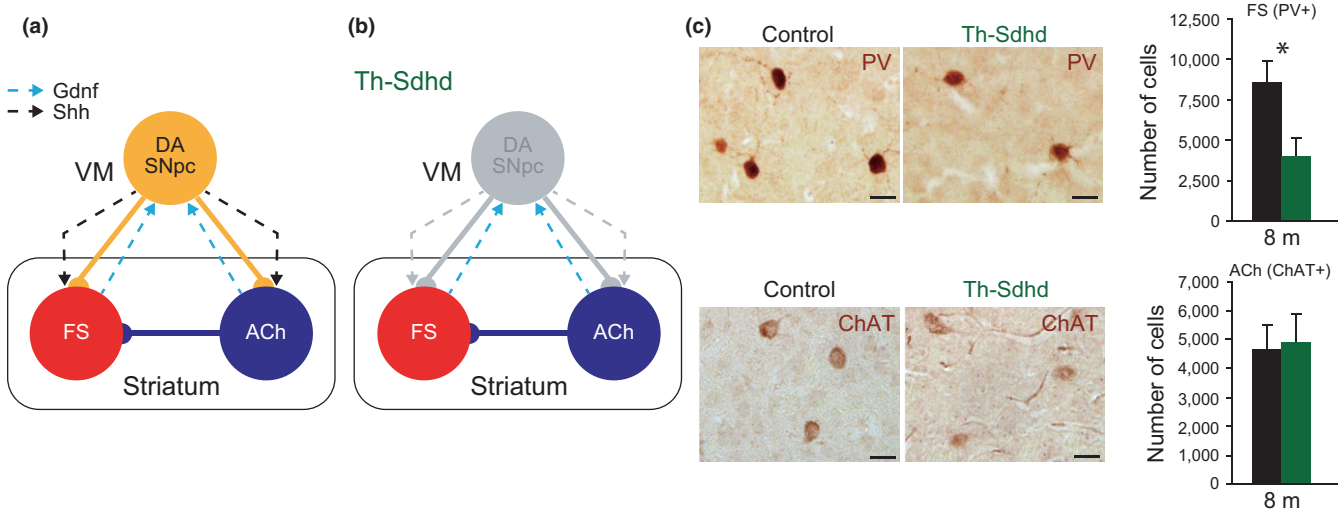 (a)
Gdnf
Shh
VM
DA
SNpc
FS
ACh
Striatum
(b)
Th-Sdhd
VM
DA
SNpc
FS
ACh
Striatum
(c)
Control
Th-Sdhd
PV
PV
FS (PV+)
Number of cells
12,500
10,000
7,500
5,000
2,500
0
*
8 m
Control
Th-Sdhd
ChAT
ChAT
ACh (ChAT+)
Number of cells
7,000
6,000
5,000
4,000
3,000
2,000
1,000
0
8 m